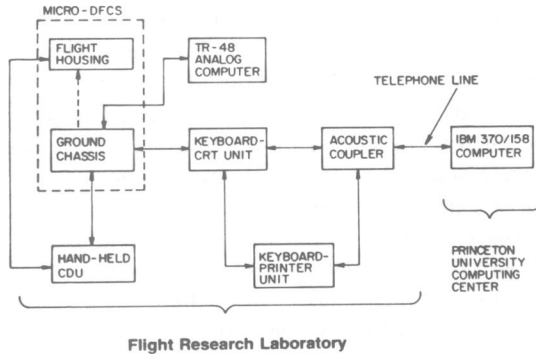 MICRO-DFCS
FLIGHT
HOUSING
TR-48
ANALOG
COMPUTER
TELEPHONE LINE
GROUND
CHASSIS
KEYBOARD-
CRT UNIT
ACOUSTIC
COUPLER
IBM 370/158
COMPUTER
HAND-HELD
CDU
KEYBOARD-
PRINTER
UNIT
PRINCETON
UNIVERSITY
COMPUTING
CENTER
Flight Research Laboratory